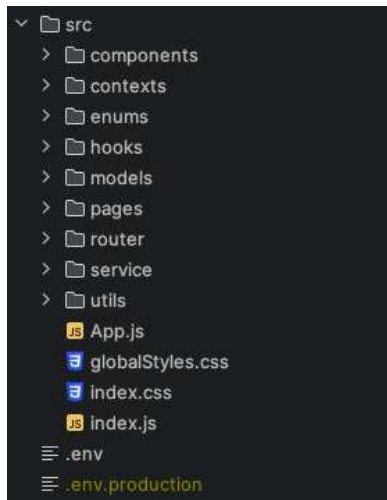 src
components
contexts
enums
hooks
models
pages
router
service
utils
JS App.js
globalStyles.css
index.css
JS index.js
.env
.env.production